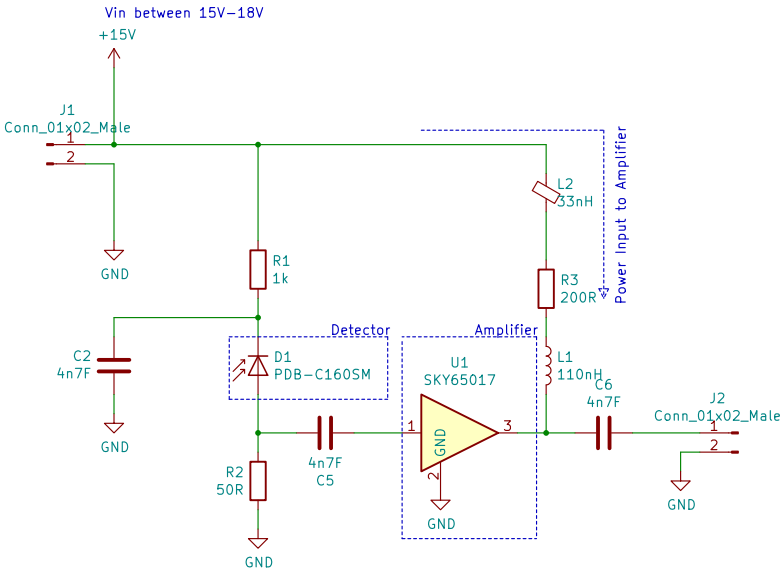 Vin between 15V-18V
+15V
J1
Conn_01x02_Male
1
2
GND
R1
1k
C2
4n7F
GND
Detector
D1
PDB-C160SM
R2
50R
GND
4n7F
C5
Amplifier
U1
SKY65017
1
GND
2
3
GND
L2
33nH
R3
200R
Power Input to Amplifier
L1
110nH
C6
4n7F
J2
Conn_01x02_Male
1
2
GND